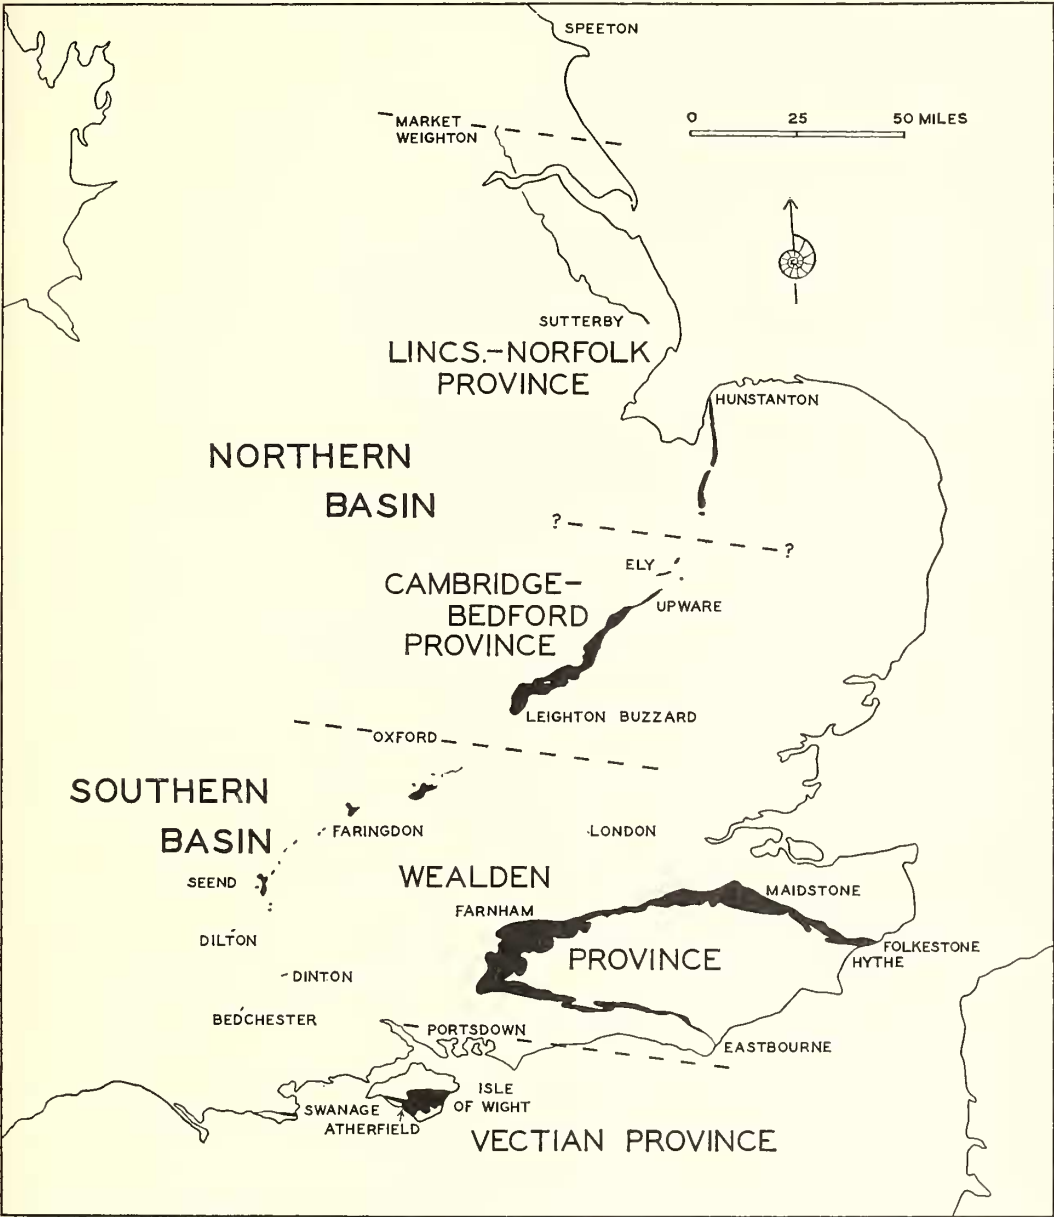 SPEETON
MARKET
WEIGHTON
0 25 50 MILES
SUTTERBY
LINCS.-NORFOLK
PROVINCE
HUNSTANTON
NORTHERN
BASIN
?
?
ELY
CAMBRIDGE-
BEDFORD
PROVINCE
UPWARE
LEIGHTON BUZZARD
OXFORD
SOUTHERN
BASIN
FARINGDON
LONDON
SEEND
WEALDEN
MAIDSTONE
FARNHAM
DILTON
PROVINCE
FOLKESTONE
HYTHE
DINTON
BEDCHESTER
PORTSDOWN
EASTBOURNE
ISLE
OF WIGHT
SWANAGE
ATHERFIELD
VECTIAN PROVINCE